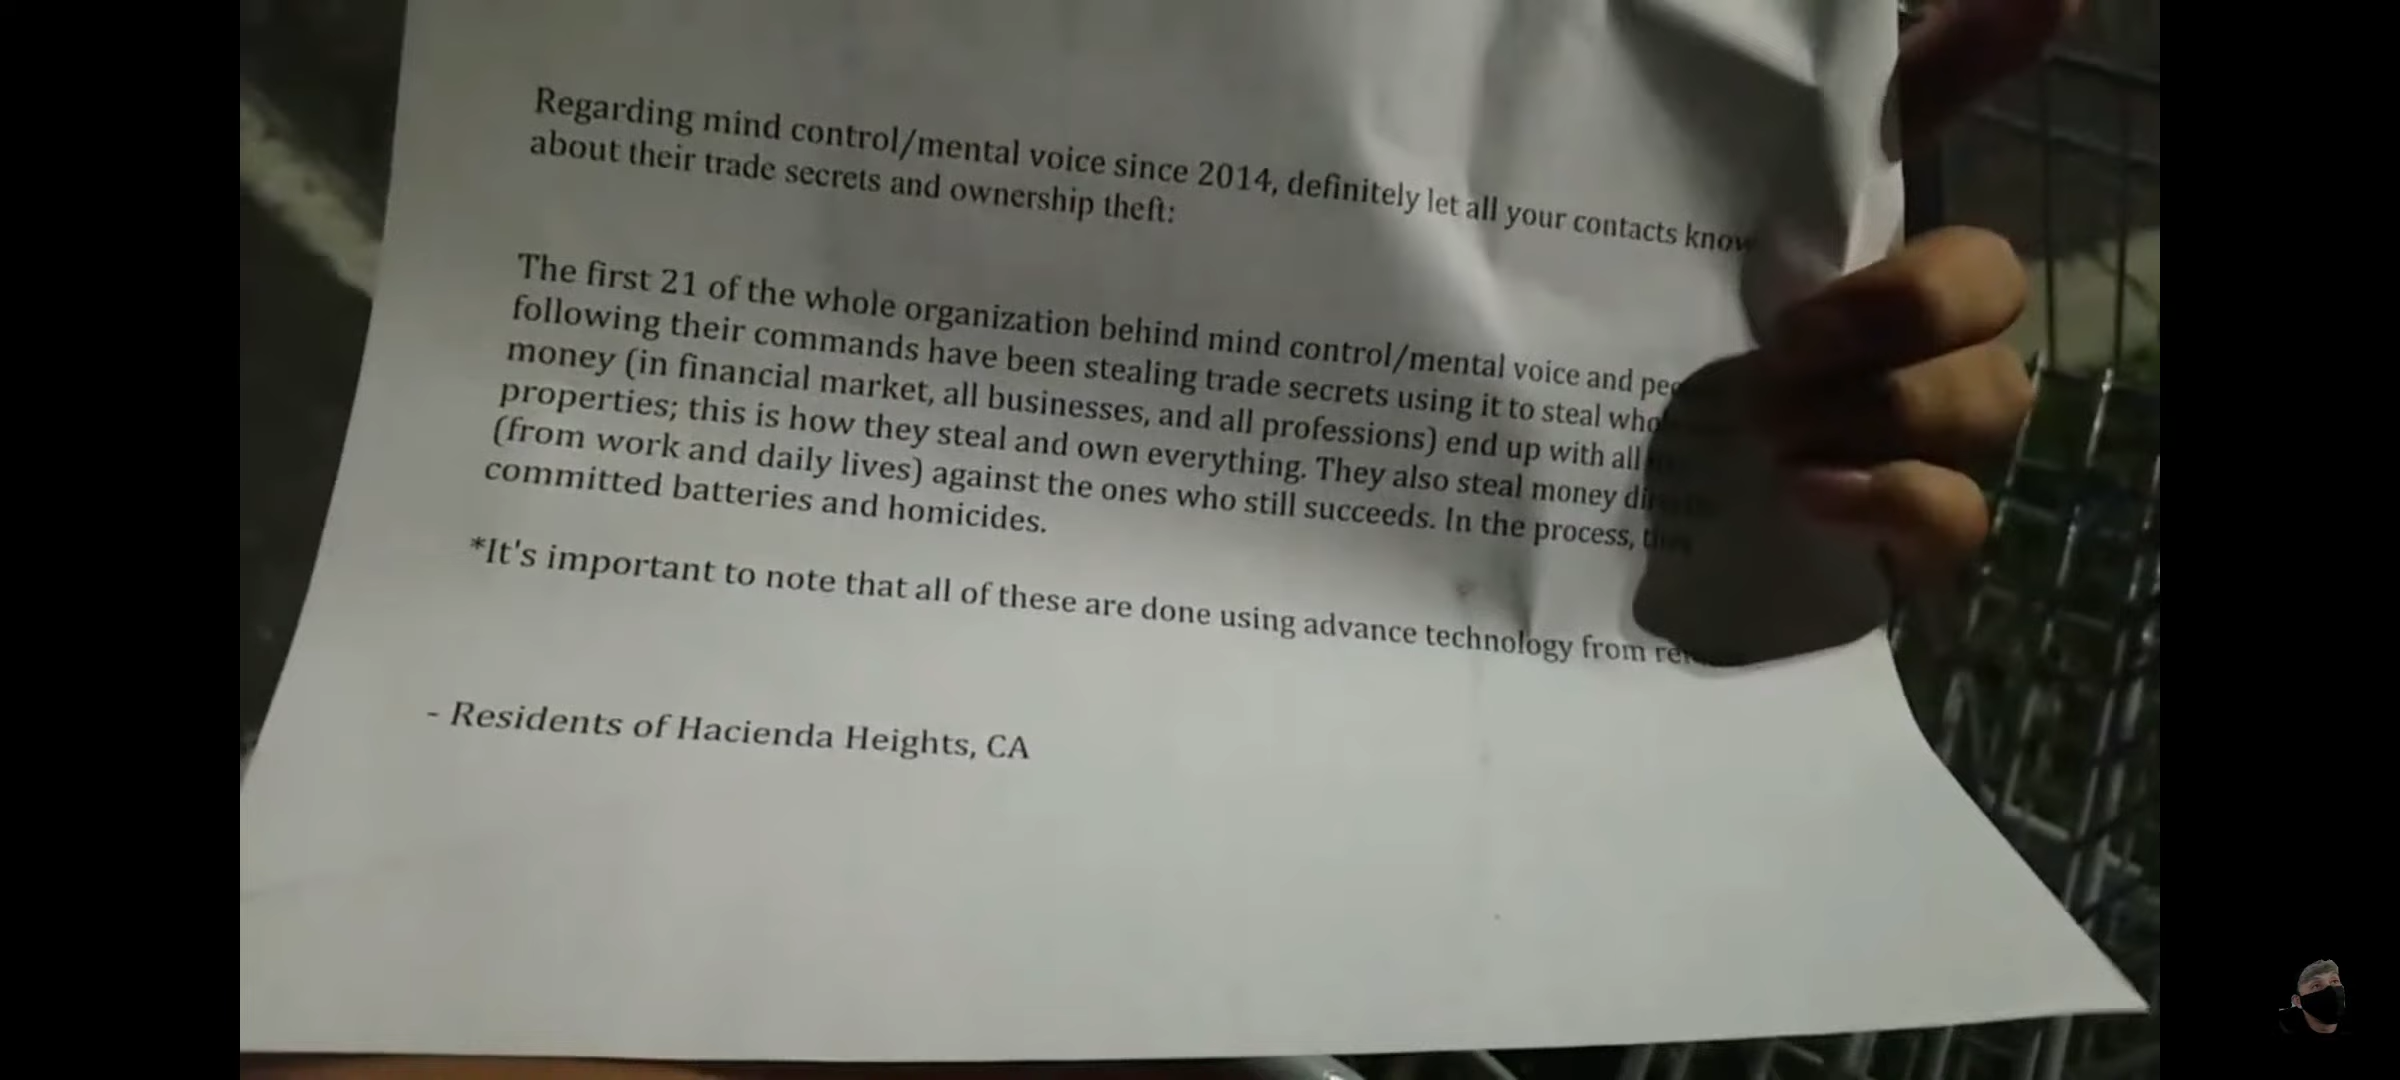 Regarding mind control/mental voice since 2014, definitely let all your contacts know
about their trade secrets and ownership theft:
The first 21 of the whole organization behind mind control/mental voice and
following their commands have been stealing trade secrets using it to steal
money (in financial market, all businesses, and all professions) end up with all
properties; this is how they steal and own everything. They also steal money
(from work and daily lives) against the ones who still succeeds. In the process,
committed batteries and homicides.
*It's important to note that all of these are done using advance technology from
- Residents of Hacienda Heights, CA